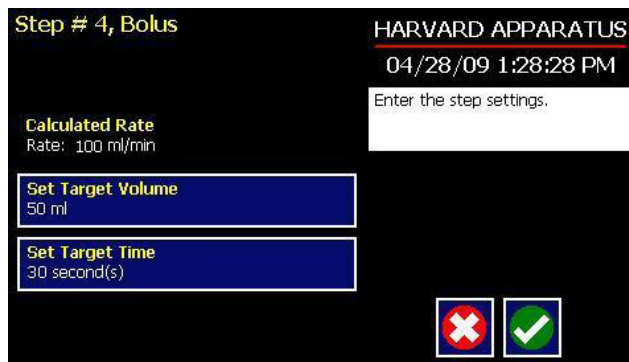 Step # 4, Bolus
HARVARD APPARATUS
04/28/09 1:28:28 PM
Enter the step settings.
Calculated Rate
Rate: 100 ml/min
Set Target Volume
50 ml
Set Target Time
30 second(s)